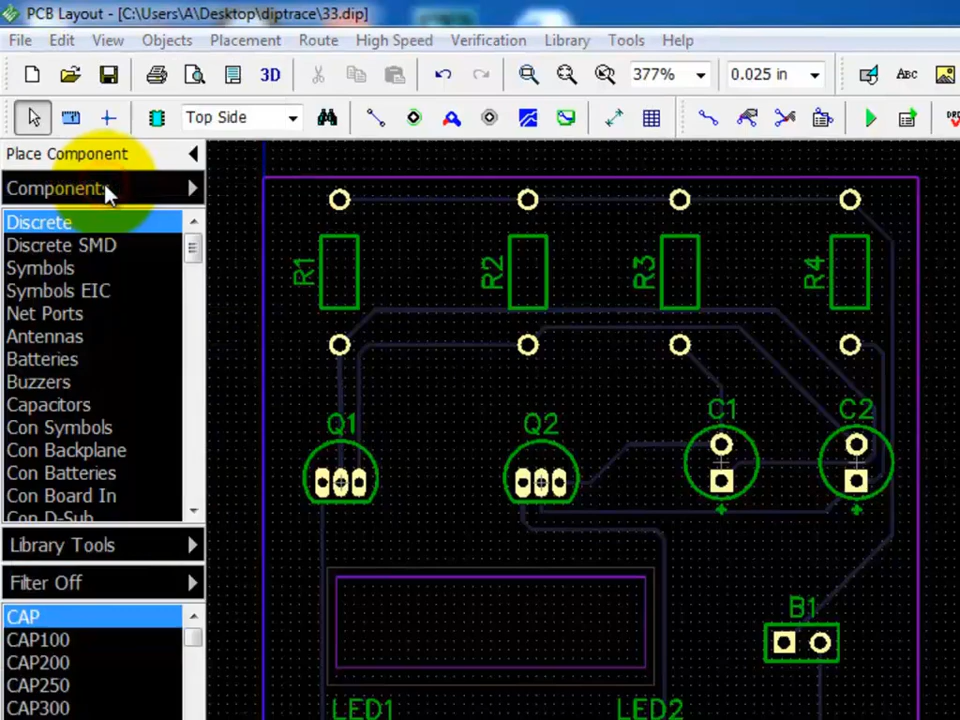 PCB Layout - [C:\Users\A\Desktop\diptrace\33.dip]
File Edit View Objects Placement Route High Speed Verification Library Tools Help
3D 377% 0.025 in ABC
Top Side
Place Component
Components
Discrete
Discrete SMD
Symbols
Symbols EIC
Net Ports
Antennas
Batteries
Buzzers
Capacitors
Con Symbols
Con Backplane
Con Batteries
Con Board In
Con D-Sub
Library Tools
Filter Off
CAP
CAP100
CAP200
CAP250
CAP300
R1 R2 R3 R4
Q1 Q2 C1 C2
B1
LED1 LED2